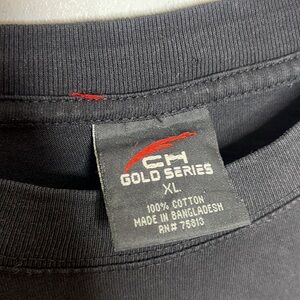 CH
GOLD SERIES
XL
100% COTTON
MADE IN BANGLADESH
RN# 75813